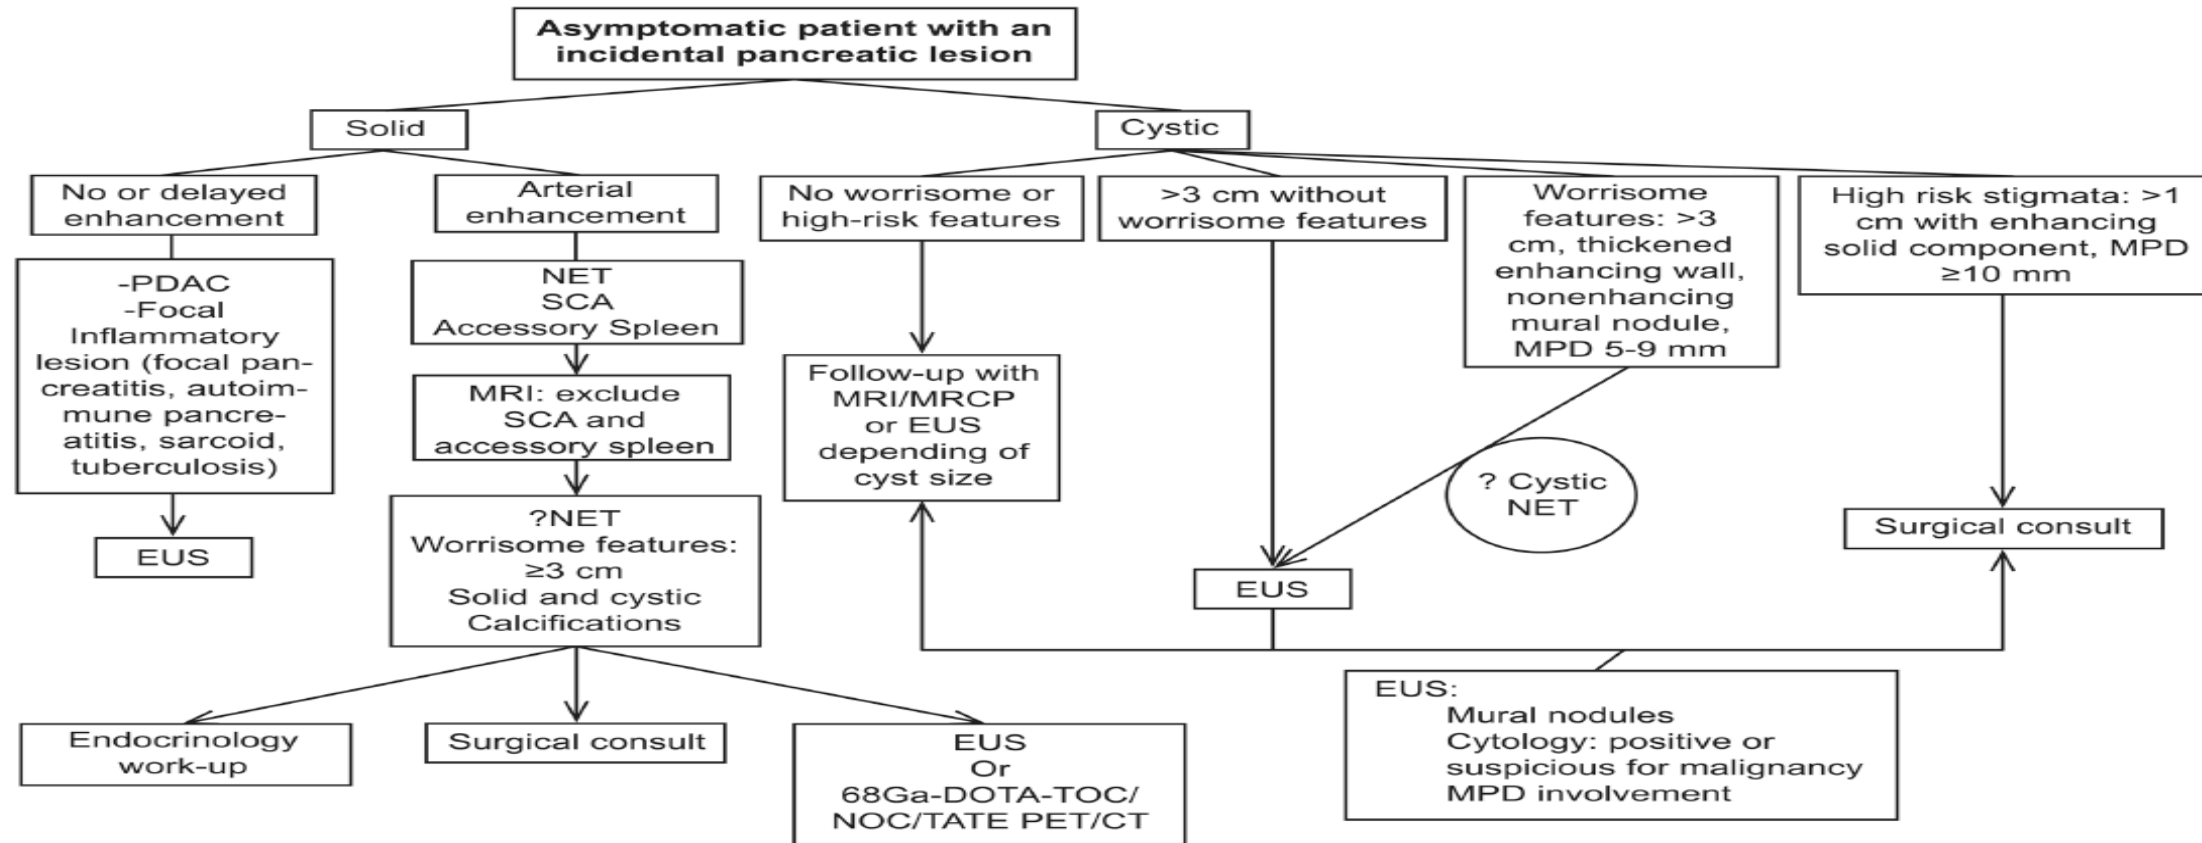 Asymptomatic patient with an
incidental pancreatic lesion
Solid
Cystic
No or delayed
enhancement
Arterial
enhancement
No worrisome or
high-risk features
>3 cm without
worrisome features
Worrisome
features: >3
cm, thickened
enhancing wall,
nonenhancing
mural nodule,
MPD 5-9 mm
High risk stigmata: >1
cm with enhancing
solid component, MPD
≥10 mm
-PDAC
-Focal
Inflammatory
lesion (focal pan-
creatitis, autoim-
mune pancre-
atitis, sarcoid,
tuberculosis)
NET
SCA
Accessory Spleen
MRI: exclude
SCA and
accessory spleen
Follow-up with
MRI/MRCP
or EUS
depending of
cyst size
? Cystic
NET
Surgical consult
EUS
?NET
Worrisome features:
≥3 cm
Solid and cystic
Calcifications
EUS
Endocrinology
work-up
Surgical consult
EUS
Or
68Ga-DOTA-TOC/
NOC/TATE PET/CT
EUS:
Mural nodules
Cytology: positive or
suspicious for malignancy
MPD involvement